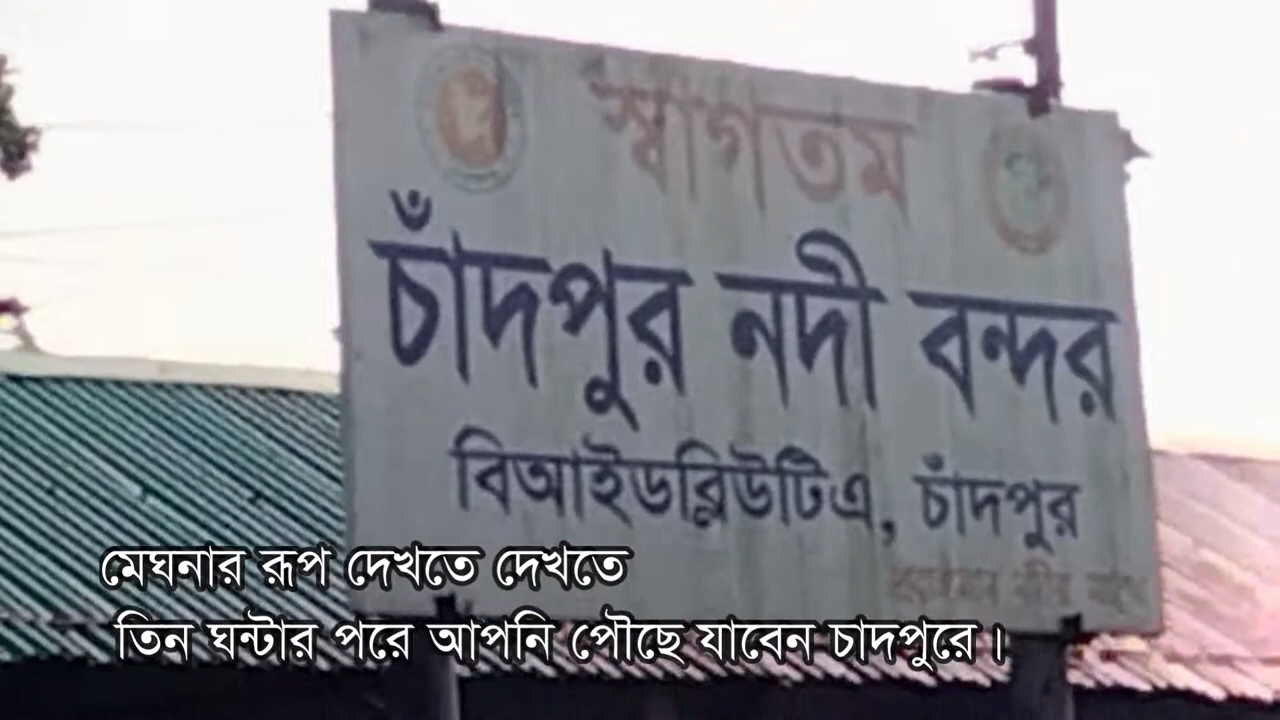 স্বাগতম
চাঁদপুর নদী বন্দর
বিআইডব্লিউটিএ, চাঁদপুর
মেঘনার রূপ দেখতে দেখতে
তিন ঘন্টার পরে আপনি পৌছে যাবেন চাদপুরে।